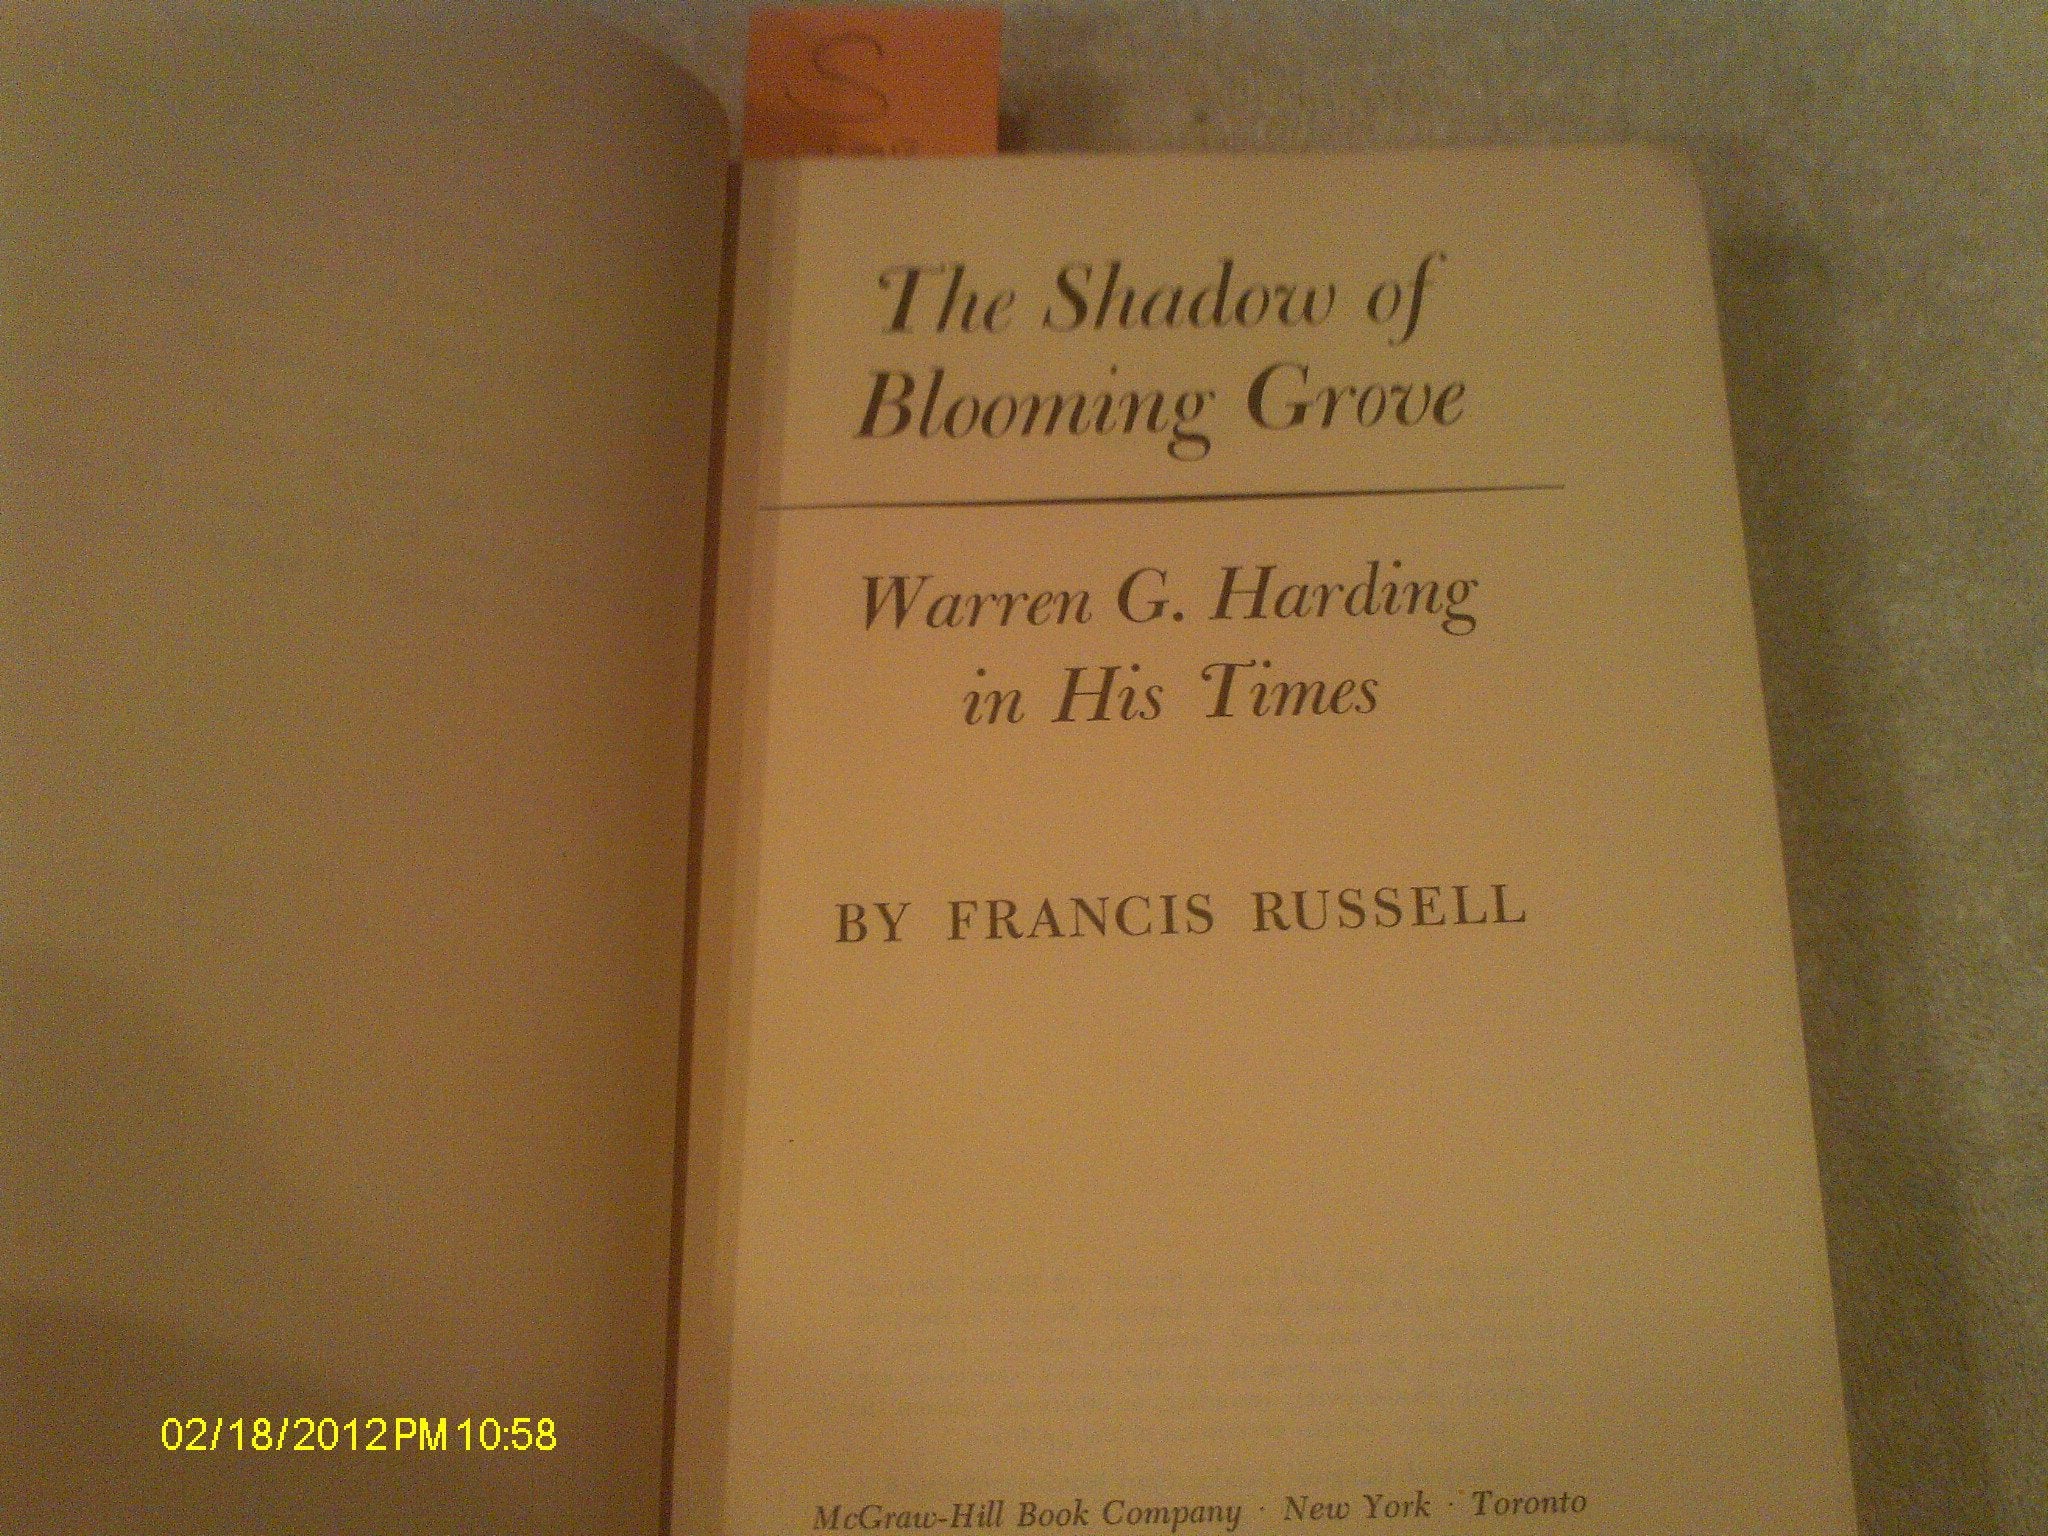 S
The Shadow of
Blooming Grove
Warren G. Harding
in His Times
BY FRANCIS RUSSELL
McGraw-Hill Book Company · New York · Toronto
02/18/2012 PM 10:58